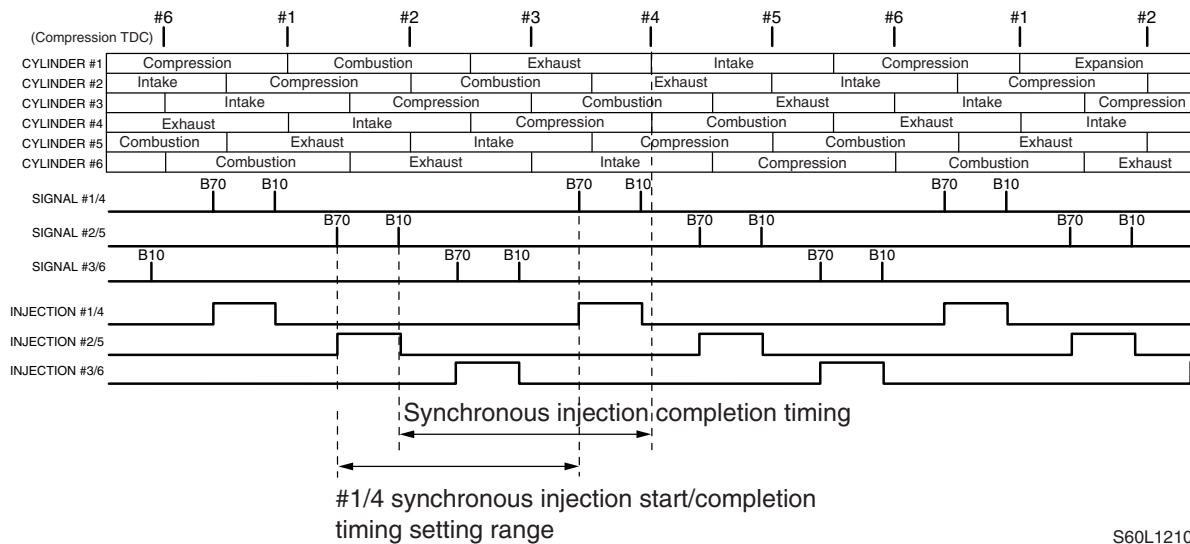 #6 #1 #2 #3 #4 #5 #6 #1 #2
(Compression TDC)
CYLINDER #1 Compression Combustion Exhaust Intake Compression Expansion
CYLINDER #2 Intake Compression Combustion Exhaust Intake Compression
CYLINDER #3 Intake Compression Combustion Exhaust Intake Compression
CYLINDER #4 Exhaust Intake Compression Combustion Exhaust Intake
CYLINDER #5 Combustion Exhaust Intake Compression Combustion Exhaust
CYLINDER #6 Combustion Exhaust Intake Compression Combustion Exhaust
B70 B10 B70 B10 B70 B10
SIGNAL #1/4
B70 B10 B70 B10 B70 B10
SIGNAL #2/5
B10 B70 B10 B70 B10
SIGNAL #3/6
INJECTION #1/4
INJECTION #2/5
INJECTION #3/6
Synchronous injection completion timing
#1/4 synchronous injection start/completion
timing setting range
S60L1210